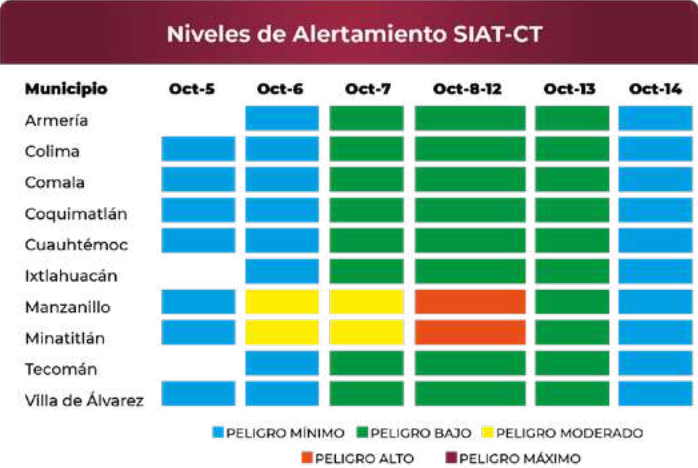 Niveles de Alertamiento SIAT-CT
Municipio Oct-5 Oct-6 Oct-7 Oct-8-12 Oct-13 Oct-14
Armería
Colima
Comala
Coquimatlán
Cuauhtémoc
Ixtlahuacán
Manzanillo
Minatitlán
Tecomán
Villa de Álvarez
PELIGRO MÍNIMO PELIGRO BAJO PELIGRO MODERADO
PELIGRO ALTO PELIGRO MÁXIMO